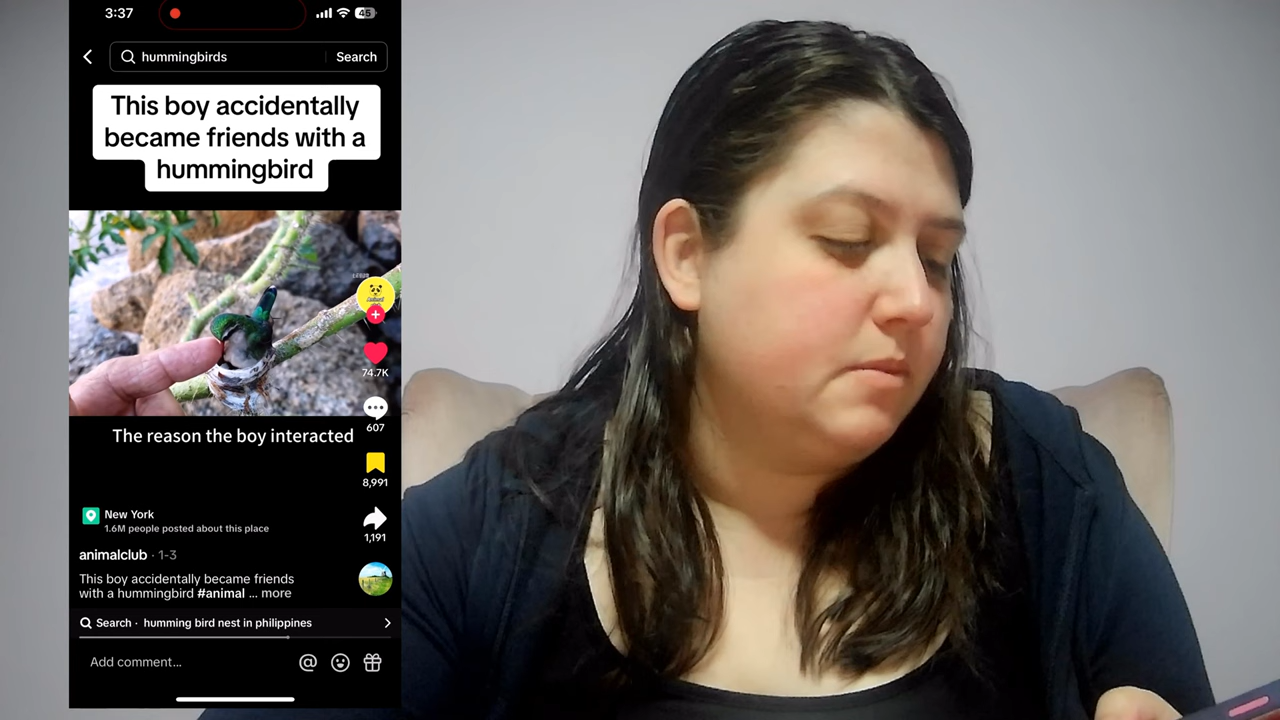 3:37
45
hummingbirds
Search
This boy accidentally
became friends with a
hummingbird
74.7K
607
The reason the boy interacted
8,991
New York
1.6M people posted about this place
1,191
animalclub · 1-3
This boy accidentally became friends
with a hummingbird #animal ... more
Search · humming bird nest in philippines
Add comment...